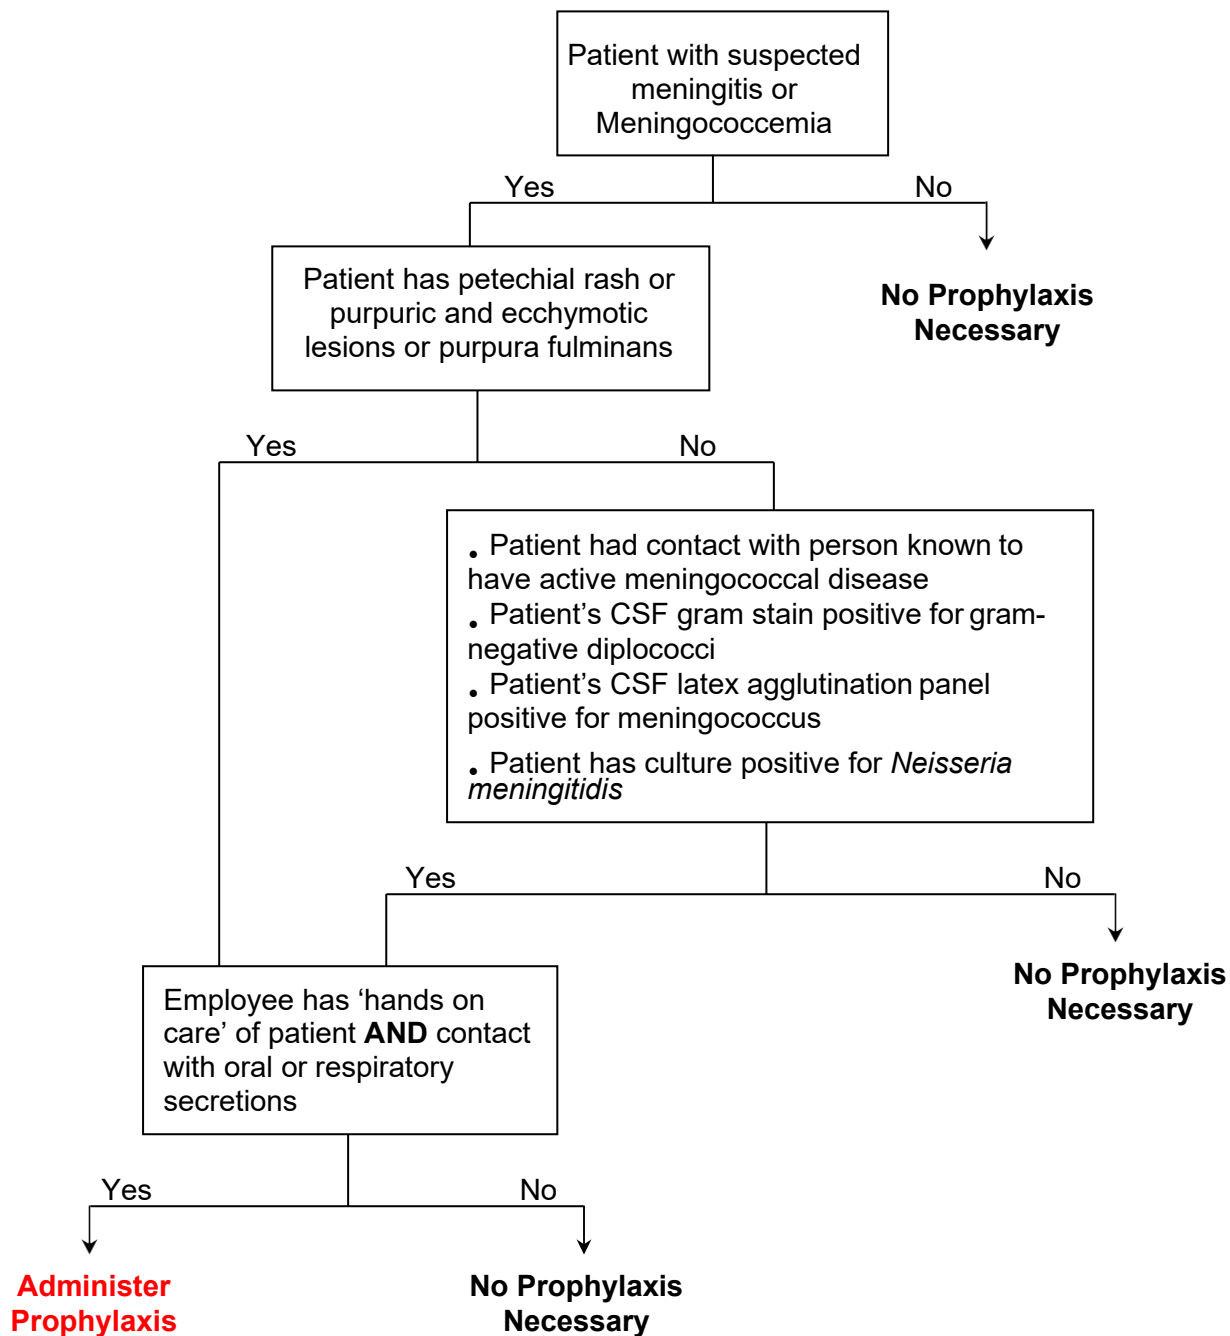 Patient with suspected
meningitis or
Meningococcemia
Yes
No
Patient has petechial rash or
purpuric and ecchymotic
lesions or purpura fulminans
No Prophylaxis
Necessary
Yes
No
. Patient had contact with person known to
have active meningococcal disease
. Patient’s CSF gram stain positive for gram-
negative diplococci
. Patient’s CSF latex agglutination panel
positive for meningococcus
. Patient has culture positive for Neisseria
meningitidis
Yes
No
No Prophylaxis
Necessary
Employee has ‘hands on
care’ of patient AND contact
with oral or respiratory
secretions
Yes
No
Administer
Prophylaxis
No Prophylaxis
Necessary